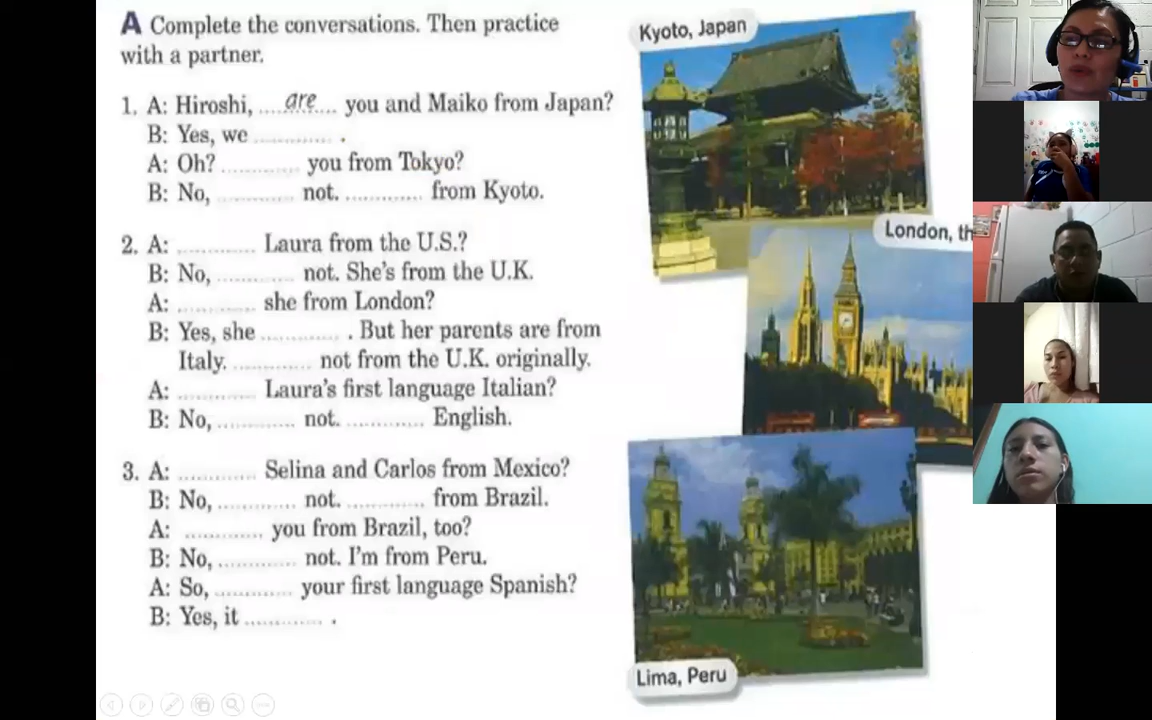 A Complete the conversations. Then practice
with a partner.
1. A: Hiroshi, ....are.... you and Maiko from Japan?
B: Yes, we ............. .
A: Oh? ............. you from Tokyo?
B: No, ............. not. ............. from Kyoto.
2. A: ............. Laura from the U.S.?
B: No, ............. not. She's from the U.K.
A: ............. she from London?
B: Yes, she ............. . But her parents are from
Italy. ............. not from the U.K. originally.
A: ............. Laura's first language Italian?
B: No, ............. not. ............. English.
3. A: ............. Selina and Carlos from Mexico?
B: No, ............. not. ............. from Brazil.
A: ............. you from Brazil, too?
B: No, ............. not. I'm from Peru.
A: So, ............. your first language Spanish?
B: Yes, it ............. .
Kyoto, Japan
London, th
Lima, Peru